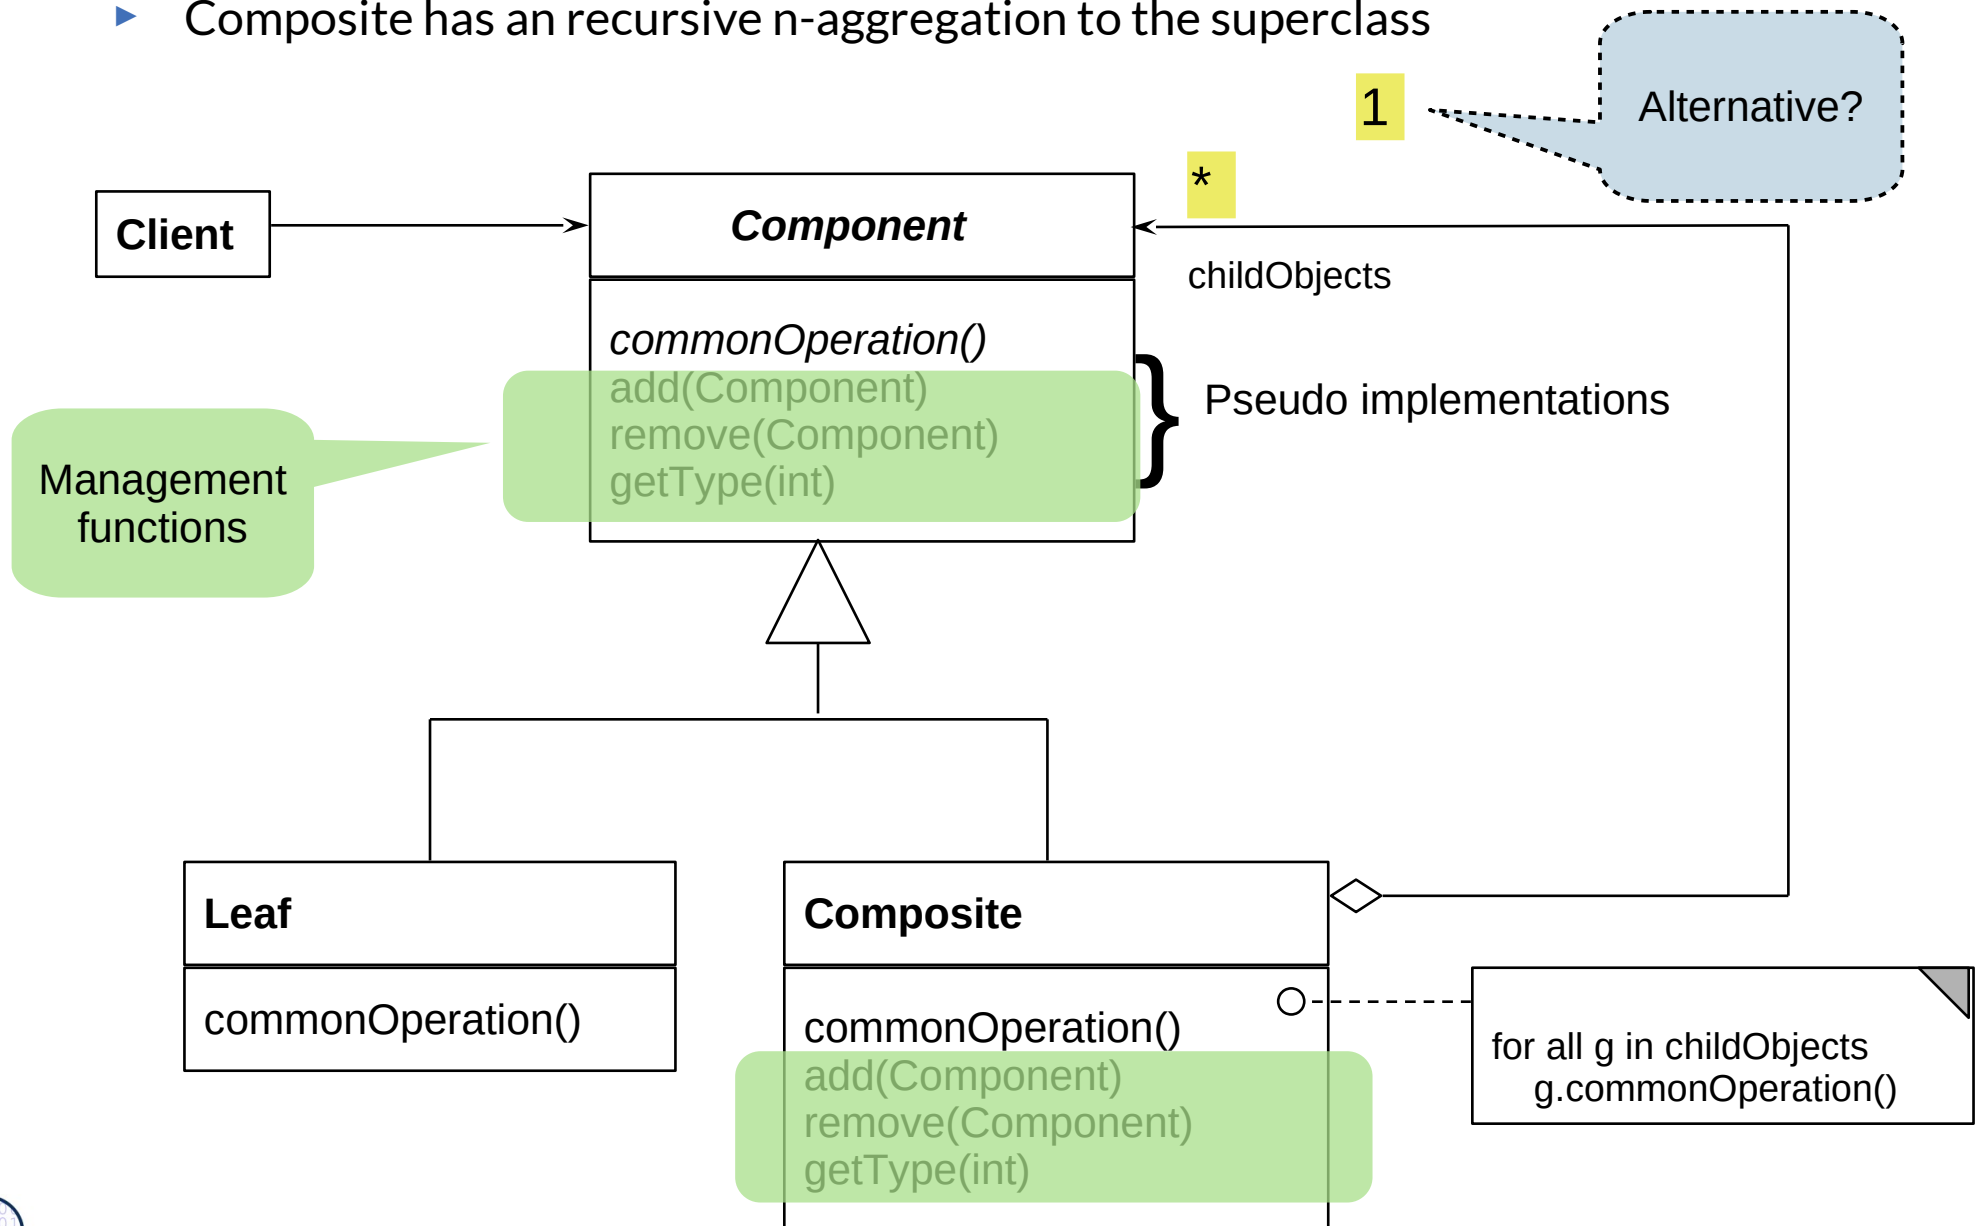 Composite has an recursive n-aggregation to the superclass
1
Alternative?
*
Client
Component
childObjects
commonOperation()
add(Component)
remove(Component)
getType(int)
}
Pseudo implementations
Management
functions
Leaf
commonOperation()
Composite
commonOperation()
add(Component)
remove(Component)
getType(int)
for all g in childObjects
g.commonOperation()